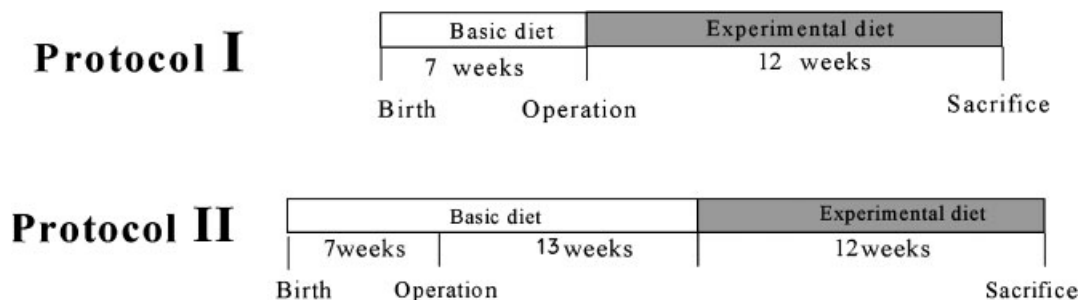 Protocol I
Basic diet Experimental diet
7 weeks 12 weeks
Birth Operation Sacrifice
Protocol II
Basic diet Experimental diet
7weeks 13weeks 12weeks
Birth Operation Sacrifice